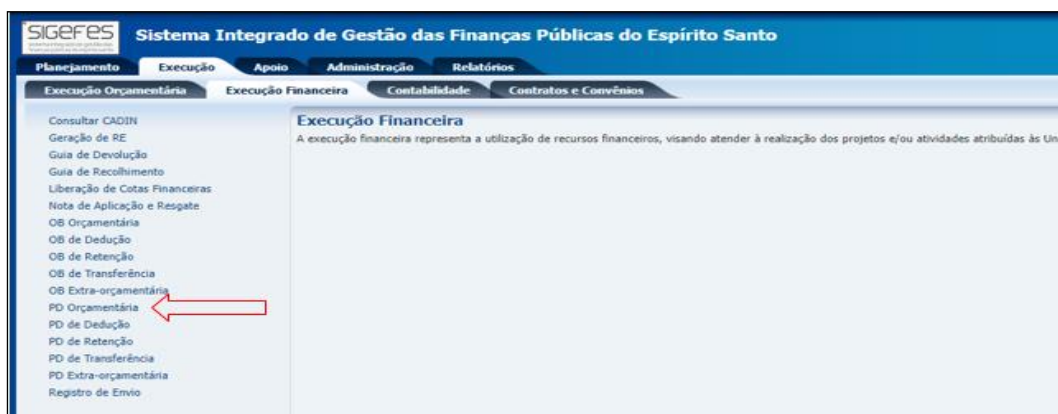 SIGEFES
Sistema Integrado de Gestão das Finanças Públicas do Espírito Santo
Planejamento Execução Apoio Administração Relatórios
Execução Orçamentária Execução Financeira Contabilidade Contratos e Convênios
Consultar CADIN
Geração de RE
Guia de Devolução
Guia de Recolhimento
Liberação de Cotas Financeiras
Nota de Aplicação e Resgate
OB Orçamentária
OB de Dedução
OB de Retenção
OB de Transferência
OB Extra-orçamentária
PD Orçamentária
PD de Dedução
PD de Retenção
PD de Transferência
PD Extra-orçamentária
Registro de Envio
Execução Financeira
A execução financeira representa a utilização de recursos financeiros, visando atender à realização dos projetos e/ou atividades atribuídas às Un